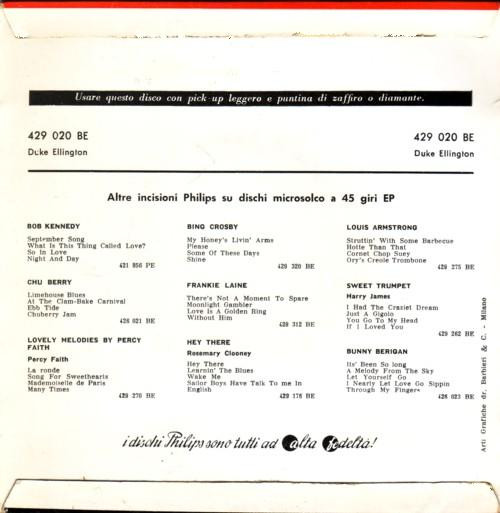 Usare questo disco con pick-up leggero e puntina di zaffiro o diamante.
429 020 BE
Duke Ellington
429 020 BE
Duke Ellington
Altre incisioni Philips su dischi microsolco a 45 giri EP
BOB KENNEDY
September Song
What Is This Thing Called Love?
So In Love
Night And Day
421 856 PE
CHU BERRY
Limehouse Blues
At The Clam-Bake Carnival
Ebb Tide
Chuberry Jam
426 021 BE
LOVELY MELODIES BY PERCY
FAITH
Percy Faith
La ronde
Song For Sweethearts
Mademoiselle de Paris
Many Times
429 270 BE
BING CROSBY
My Honey's Livin' Arms
Please
Some Of These Days
Shine
429 320 BE
FRANKIE LAINE
There's Not A Moment To Spare
Moonlight Gambler
Love Is A Golden Ring
Without Him
429 312 BE
HEY THERE
Rosemary Clooney
Hey There
Learnin' The Blues
Wake Me
Sailor Boys Have Talk To me In
English
429 176 BE
LOUIS ARMSTRONG
Struttin' With Some Barbecue
Hotte Than That
Cornet Chop Suey
Ory's Creole Trombone
429 275 BE
SWEET TRUMPET
Harry James
I Had The Craziet Dream
Just A Gigolo
You Go To My Head
If I Loved You
429 262 BE
BUNNY BERIGAN
Its' Been So long
A Melody From The Sky
Let Yourself Go
I Nearly Let Love Go Sippin
Through My Fingers
426 023 BE
i dischi Philips sono tutti ad alta fedeltà!
Arti Grafiche dr. Barbieri & C. - Milano